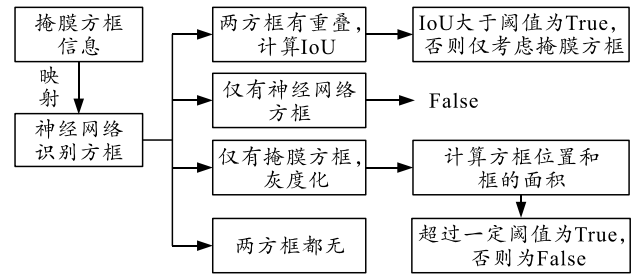 掩膜方框
信息
映
射
神经网络
识别方框
两方框有重叠,
计算IoU
IoU大于阈值为True,
否则仅考虑掩膜方框
仅有神经网络
方框
False
仅有掩膜方框,
灰度化
计算方框位置和
框的面积
两方框都无
超过一定阈值为True,
否则为False